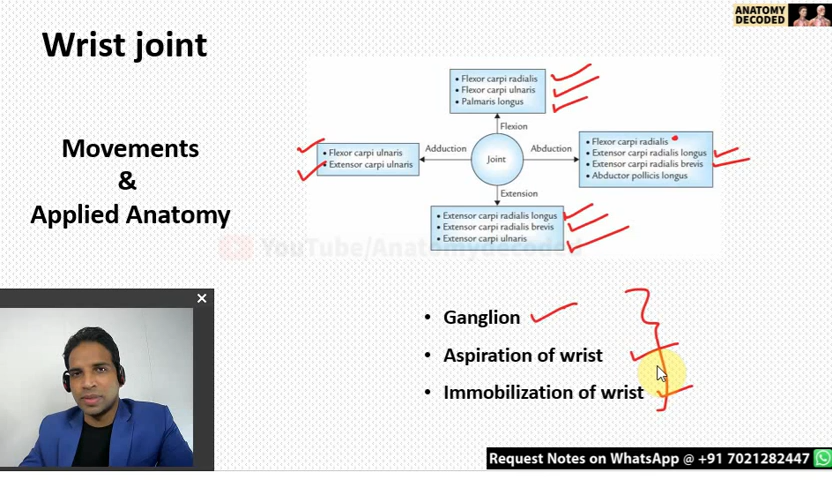 ANATOMY
DECODED
Wrist joint
• Flexor carpi radialis
• Flexor carpi ulnaris
• Palmaris longus
Flexion
Movements
&
Applied Anatomy
• Flexor carpi ulnaris
• Extensor carpi ulnaris
Adduction
Joint
Abduction
• Flexor carpi radialis
• Extensor carpi radialis longus
• Extensor carpi radialis brevis
• Abductor pollicis longus
Extension
• Extensor carpi radialis longus
• Extensor carpi radialis brevis
• Extensor carpi ulnaris
YouTube/Anatomydecoded
• Ganglion
• Aspiration of wrist
• Immobilization of wrist
Request Notes on WhatsApp @ +91 7021282447